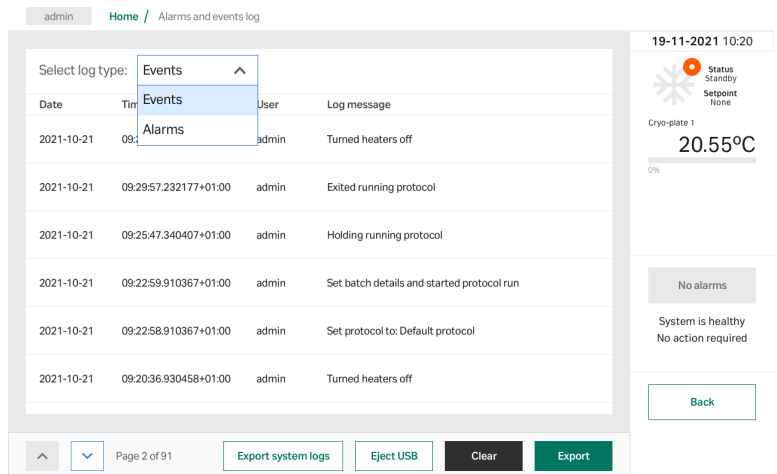 admin Home / Alarms and events log
19-11-2021 10:20
Status
Standby
Setpoint
None
Cryo-plate 1
20.55ºC
0%
Select log type: Events
Events
Alarms
Date User Log message
2021-10-21 admin Turned heaters off
2021-10-21 09:29:57.232177+01:00 admin Exited running protocol
2021-10-21 09:25:47.340407+01:00 admin Holding running protocol
2021-10-21 09:22:59.910367+01:00 admin Set batch details and started protocol run
2021-10-21 09:22:58.910367+01:00 admin Set protocol to: Default protocol
2021-10-21 09:20:36.930458+01:00 admin Turned heaters off
No alarms
System is healthy
No action required
Back
Page 2 of 91 Export system logs Eject USB Clear Export